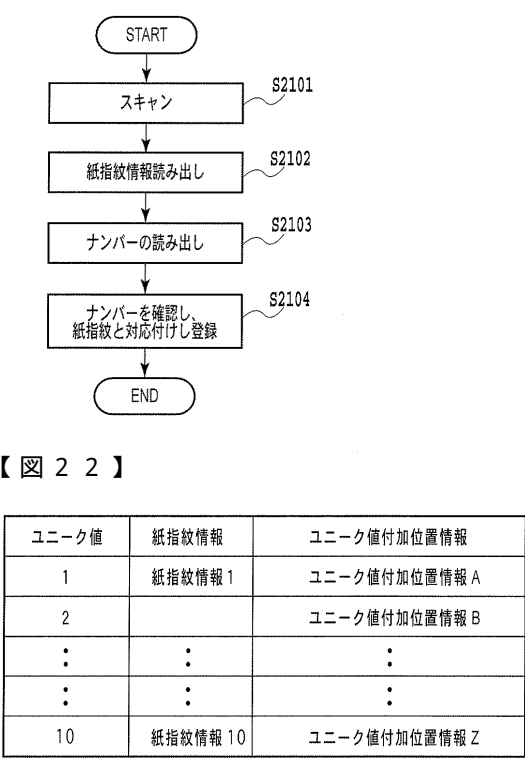 START
スキャン
S2101
紙指紋情報読み出し
S2102
ナンバーの読み出し
S2103
ナンバーを確認し、
紙指紋と対応付けし登録
S2104
END
【図２２】
ユニーク値 紙指紋情報 ユニーク値付加位置情報
1 紙指紋情報1 ユニーク値付加位置情報A
2 ユニーク値付加位置情報B
: : :
: : :
10 紙指紋情報10 ユニーク値付加位置情報Z